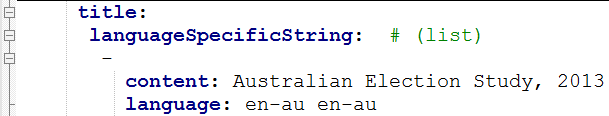 title:
languageSpecificString: # (list)
-
content: Australian Election Study, 2013
language: en-au en-au